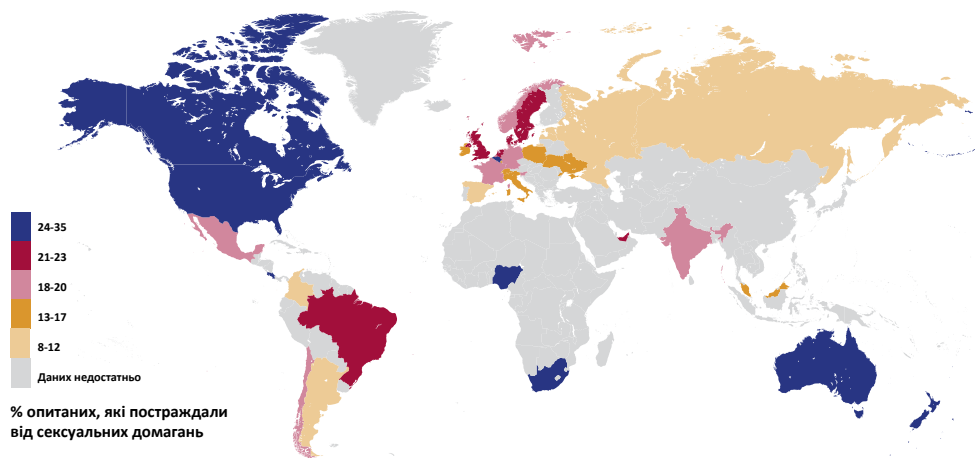 24-35
21-23
18-20
13-17
8-12
Даних недостатньо
% опитаних, які постраждали
від сексуальних домагань